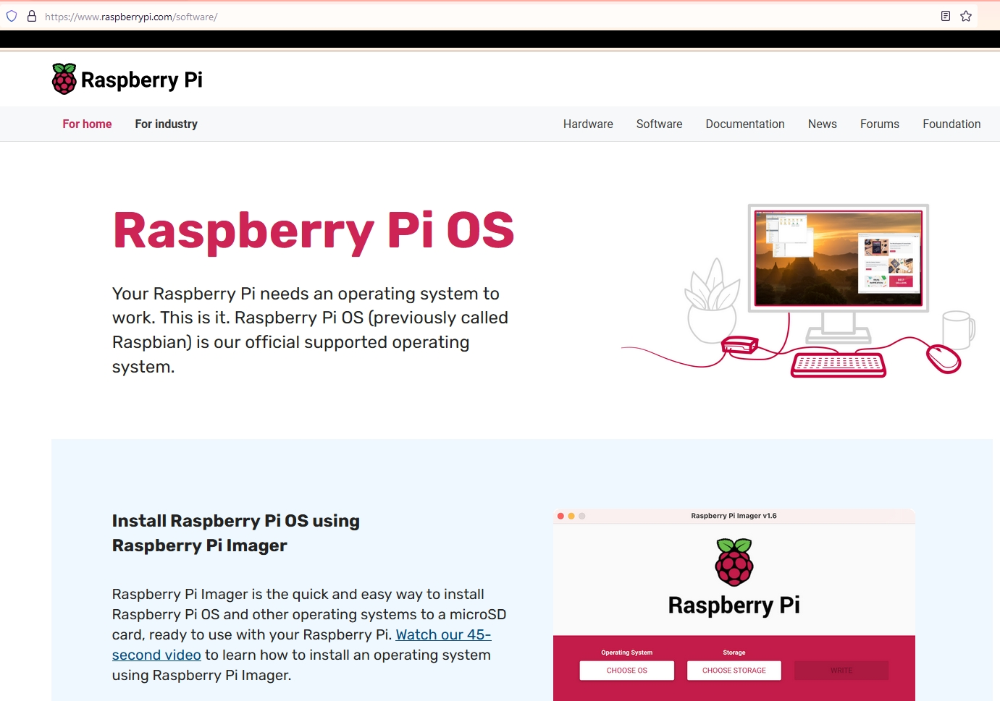 https://www.raspberrypi.com/software/
Raspberry Pi
For home
For industry
Hardware
Software
Documentation
News
Forums
Foundation
Raspberry Pi OS
Your Raspberry Pi needs an operating system to
work. This is it. Raspberry Pi OS (previously called
Raspbian) is our official supported operating
system.
Install Raspberry Pi OS using
Raspberry Pi Imager
Raspberry Pi Imager is the quick and easy way to install
Raspberry Pi OS and other operating systems to a microSD
card, ready to use with your Raspberry Pi. Watch our 45-
second video to learn how to install an operating system
using Raspberry Pi Imager.
Raspberry Pi Imager v1.6
Raspberry Pi
Operating System
Storage
CHOOSE OS
CHOOSE STORAGE
WRITE